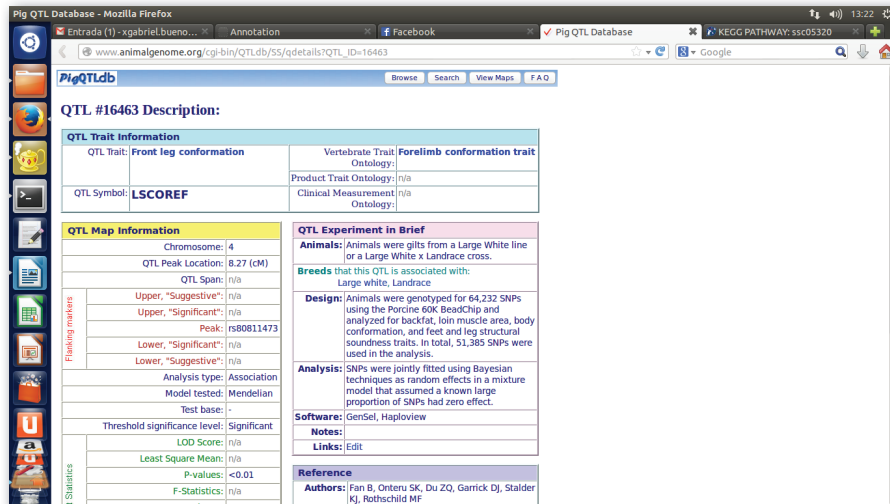 Pig QTL Database - Mozilla Firefox
13:22
Entrada (1) - xgabriel.bueno...
Annotation
Facebook
Pig QTL Database
KEGG PATHWAY: ssc05320
www.animalgenome.org/cgi-bin/QTLdb/SS/qdetails?QTL_ID=16463
Google
PigQTLdb
Browse Search View Maps F A Q
QTL #16463 Description:
QTL Trait Information
QTL Trait: Front leg conformation
Vertebrate Trait Ontology: Forelimb conformation trait
Product Trait Ontology: n/a
QTL Symbol: LSCOREF
Clinical Measurement Ontology: n/a
QTL Map Information
Chromosome: 4
QTL Peak Location: 8.27 (cM)
QTL Span: n/a
Flanking markers
Upper, "Suggestive": n/a
Upper, "Significant": n/a
Peak: rs80811473
Lower, "Significant": n/a
Lower, "Suggestive": n/a
Analysis type: Association
Model tested: Mendelian
Test base: -
Threshold significance level: Significant
Statistics
LOD Score: n/a
Least Square Mean: n/a
P-values: <0.01
F-Statistics: n/a
QTL Experiment in Brief
Animals: Animals were gilts from a Large White line
or a Large White x Landrace cross.
Breeds that this QTL is associated with:
Large white, Landrace
Design: Animals were genotyped for 64,232 SNPs
using the Porcine 60K BeadChip and
analyzed for backfat, loin muscle area, body
conformation, and feet and leg structural
soundness traits. In total, 51,385 SNPs were
used in the analysis.
Analysis: SNPs were jointly fitted using Bayesian
techniques as random effects in a mixture
model that assumed a known large
proportion of SNPs had zero effect.
Software: GenSel, Haploview
Notes:
Links: Edit
Reference
Authors: Fan B, Onteru SK, Du ZQ, Garrick DJ, Stalder
KJ, Rothschild MF